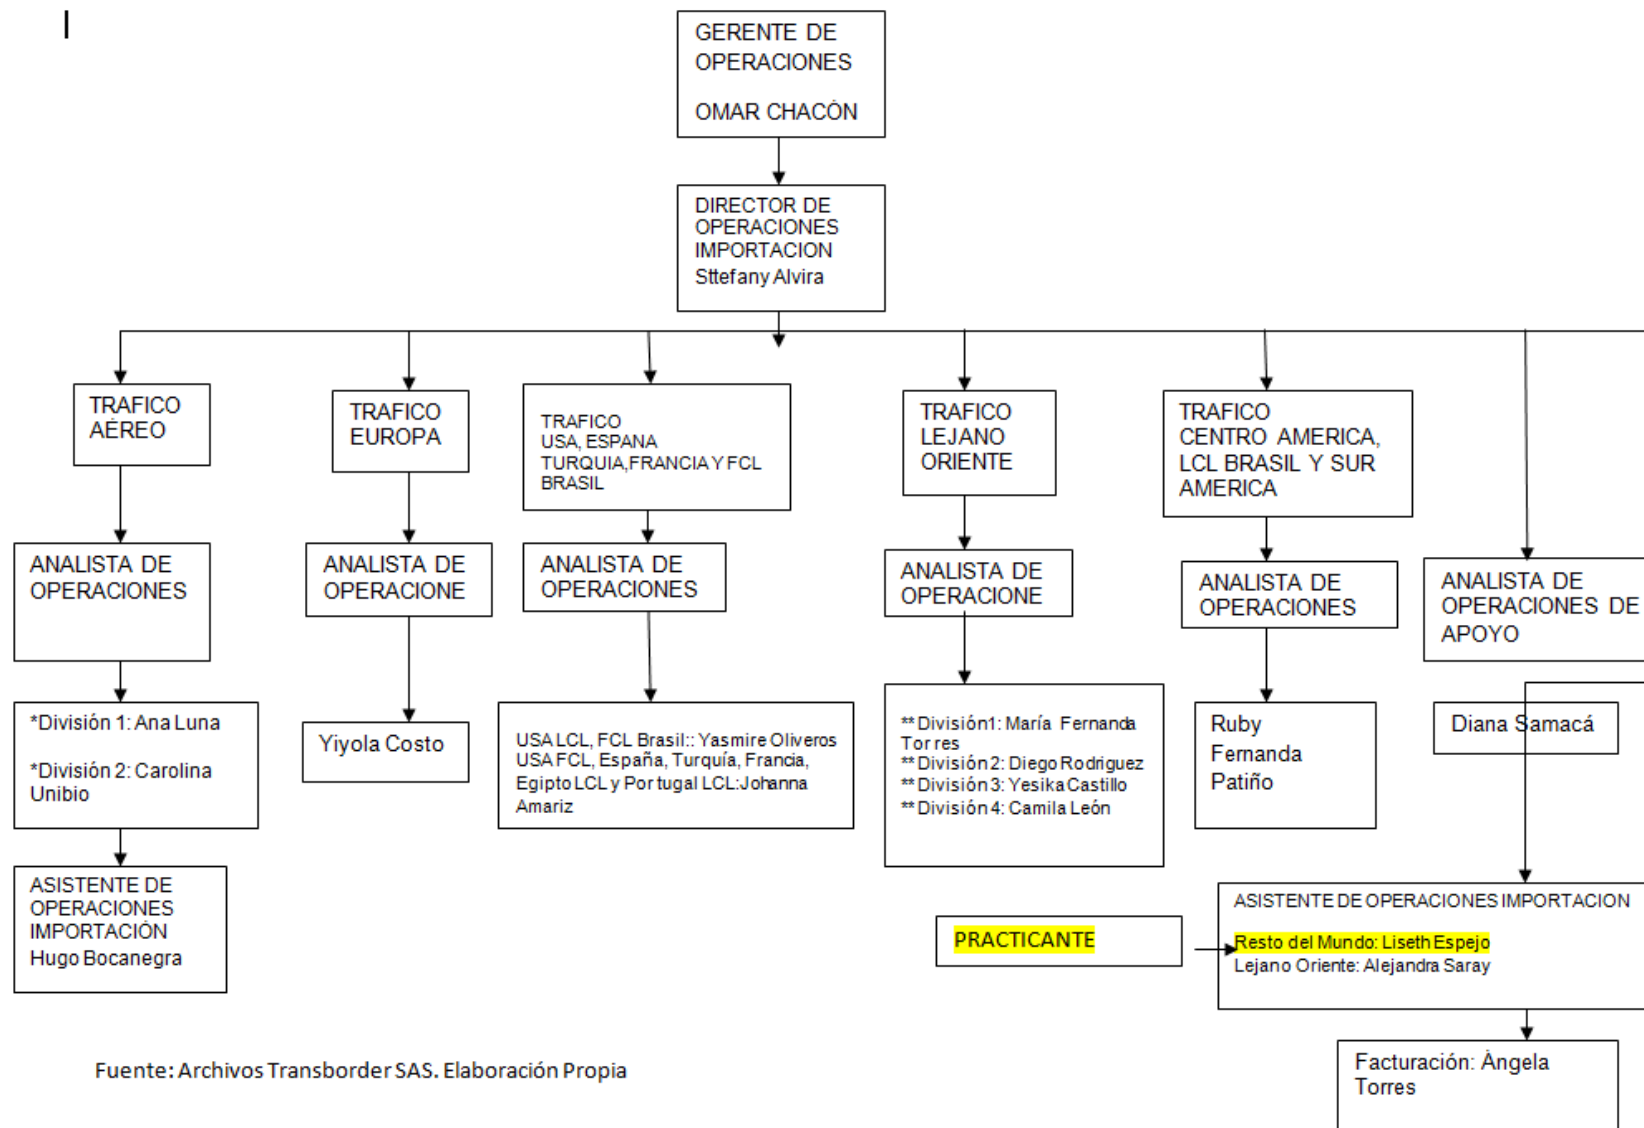 GERENTE DE
OPERACIONES
OMAR CHACÓN
DIRECTOR DE
OPERACIONES
IMPORTACION
Sttefany Alvira
TRAFICO
AÉREO
TRAFICO
EUROPA
TRAFICO
USA, ESPANA
TURQUIA,FRANCIA Y FCL
BRASIL
TRAFICO
LEJANO
ORIENTE
TRAFICO
CENTRO AMERICA,
LCL BRASIL Y SUR
AMERICA
ANALISTA DE
OPERACIONES
ANALISTA DE
OPERACIONE
ANALISTA DE
OPERACIONES
ANALISTA DE
OPERACIONE
ANALISTA DE
OPERACIONES
ANALISTA DE
OPERACIONES DE
APOYO
*División 1: Ana Luna
*División 2: Carolina
Unibio
Yiyola Costo
USA LCL, FCL Brasil:: Yasmire Oliveros
USA FCL, España, Turquía, Francia,
Egipto LCL y Portugal LCL:Johanna
Amariz
** División1: María Fernanda
Torres
** División 2: Diego Rodriguez
** División 3: Yesika Castillo
** División 4: Camila León
Ruby
Fernanda
Patiño
Diana Samacá
ASISTENTE DE
OPERACIONES
IMPORTACIÓN
Hugo Bocanegra
PRACTICANTE
ASISTENTE DE OPERACIONES IMPORTACION
Resto del Mundo: Liseth Espejo
Lejano Oriente: Alejandra Saray
Facturación: Ángela
Torres
Fuente: Archivos Transborder SAS. Elaboración Propia